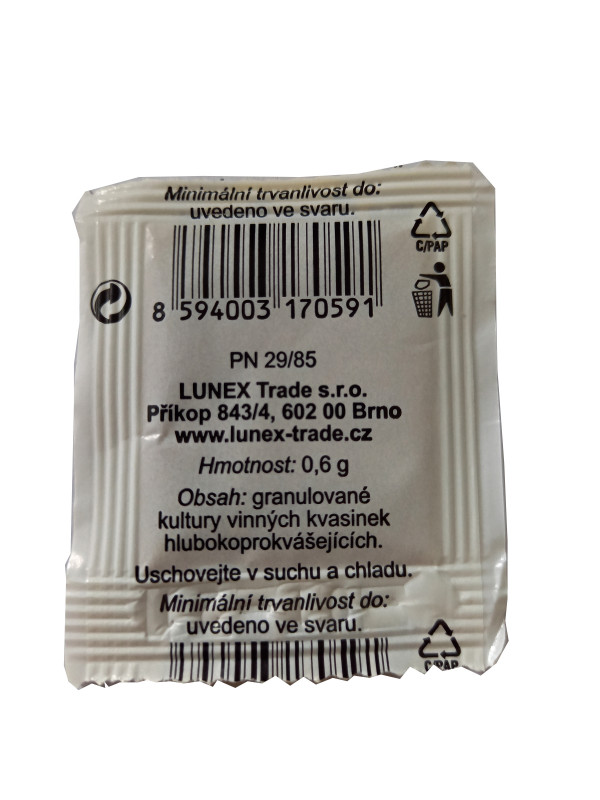 Minimální trvanlivost do:
uvedeno ve svaru.
C/PAP
8 594003 170591
PN 29/85
LUNEX Trade s.r.o.
Příkop 843/4, 602 00 Brno
www.lunex-trade.cz
Hmotnost: 0,6 g
Obsah: granulované
kultury vinných kvasinek
hlubokoprokvášejících.
Uschovejte v suchu a chladu.
Minimální trvanlivost do:
uvedeno ve svaru.
C/PAP